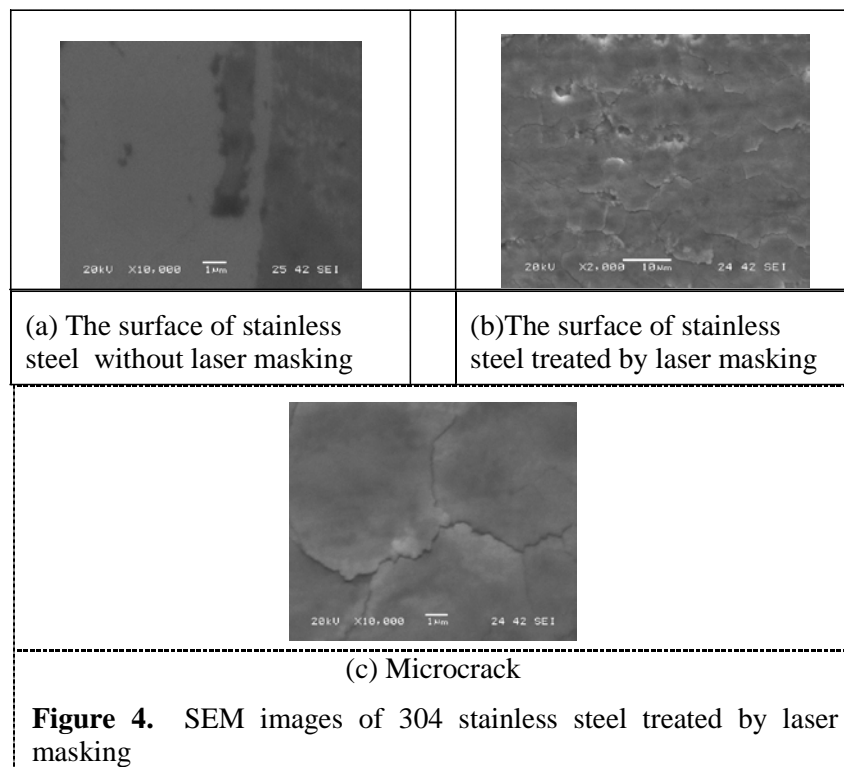 20kV X10,000 1µm 25 42 SEI
20kV X2,000 10µm 24 42 SEI
(a) The surface of stainless
steel without laser masking
(b)The surface of stainless
steel treated by laser masking
20kV X10,000 1µm 24 42 SEI
(c) Microcrack
Figure 4. SEM images of 304 stainless steel treated by laser
masking